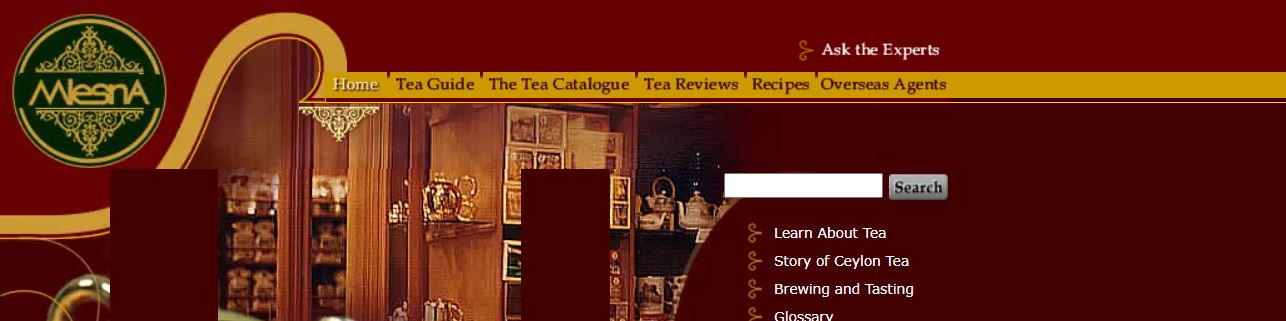 MlesnA
Ask the Experts
Home Tea Guide The Tea Catalogue Tea Reviews Recipes Overseas Agents
Search
Learn About Tea
Story of Ceylon Tea
Brewing and Tasting
Glossary